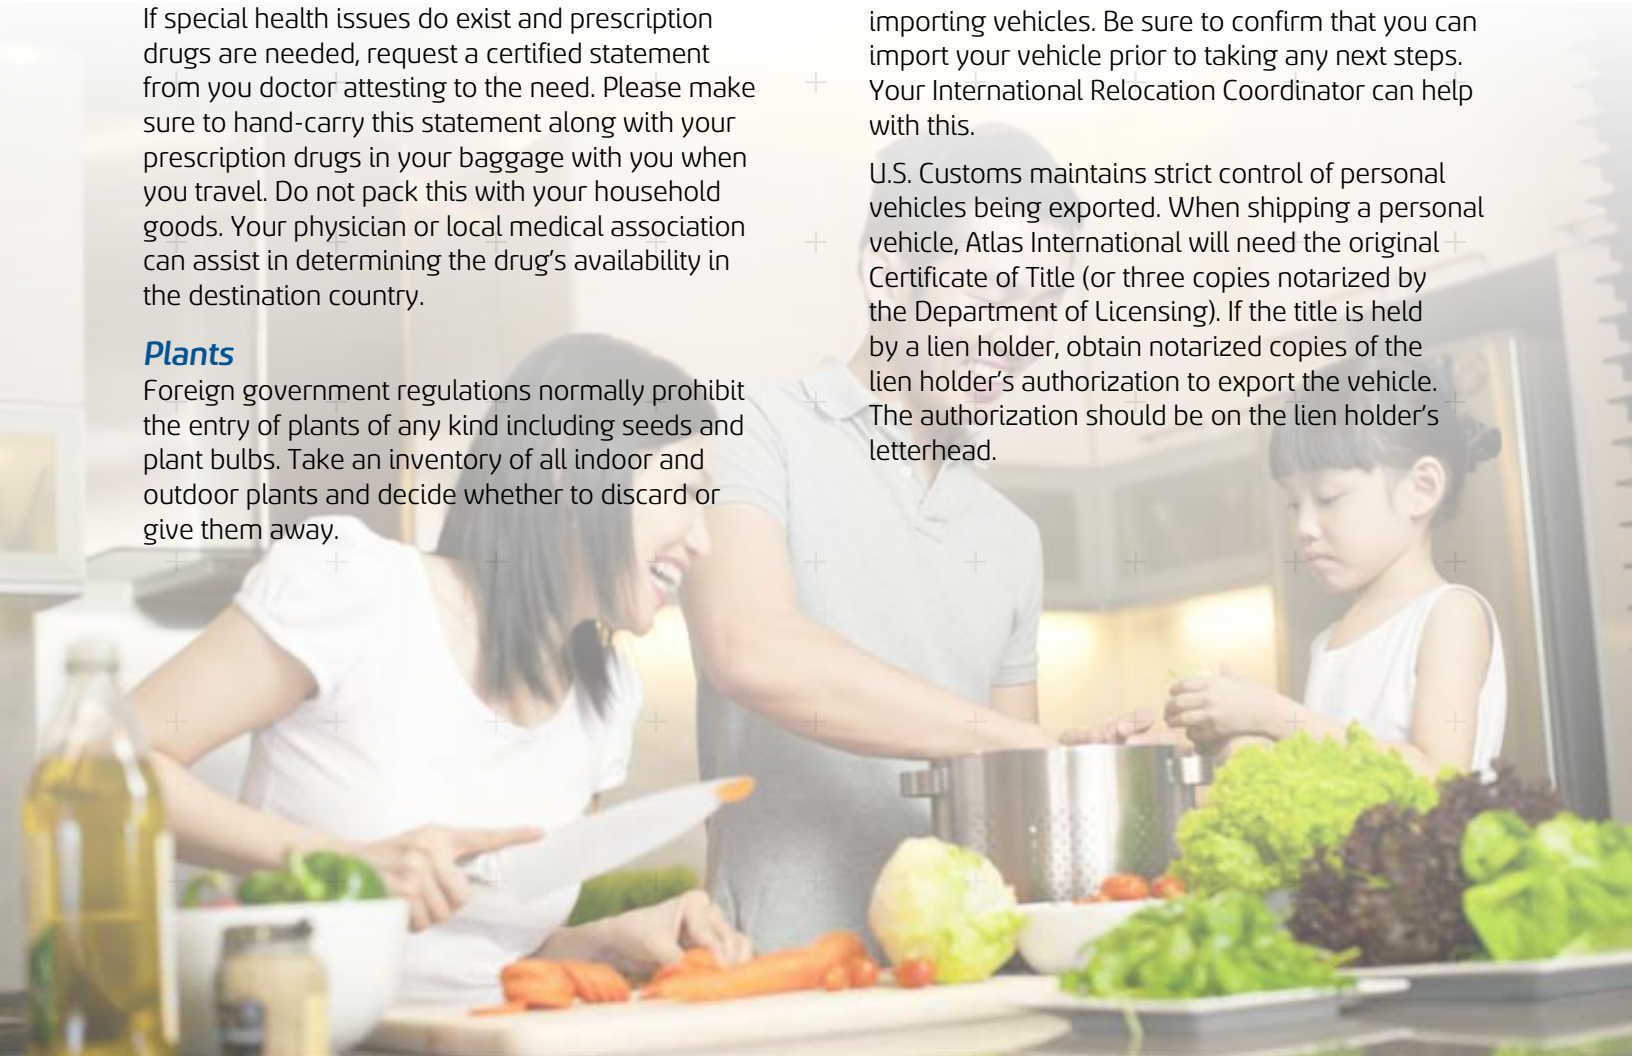 If special health issues do exist and prescription
drugs are needed, request a certified statement
from you doctor attesting to the need. Please make
sure to hand-carry this statement along with your
prescription drugs in your baggage with you when
you travel. Do not pack this with your household
goods. Your physician or local medical association
can assist in determining the drug’s availability in
the destination country.
Plants
Foreign government regulations normally prohibit
the entry of plants of any kind including seeds and
plant bulbs. Take an inventory of all indoor and
outdoor plants and decide whether to discard or
give them away.
importing vehicles. Be sure to confirm that you can
import your vehicle prior to taking any next steps.
Your International Relocation Coordinator can help
with this.
U.S. Customs maintains strict control of personal
vehicles being exported. When shipping a personal
vehicle, Atlas International will need the original
Certificate of Title (or three copies notarized by
the Department of Licensing). If the title is held
by a lien holder, obtain notarized copies of the
lien holder’s authorization to export the vehicle.
The authorization should be on the lien holder’s
letterhead.